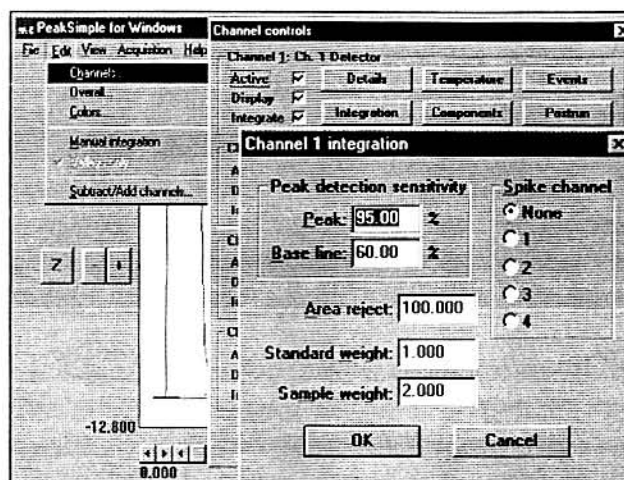 PeakSimple for Windows
File Edit View Acquisition Help
Channels...
Overall
Colors
Manual integration
Subtract/Add channels...
Z
- +
-12.800
0.000
Channel controls
Channel 1: Ch. 1 Detector
Active
Display
Integrate
Details
Temperature
Events
Integration
Components
Postrun
Channel 1 integration
Peak detection sensitivity
Peak: 95.00 %
Base line: 60.00 %
Area reject: 100.000
Standard weight: 1.000
Sample weight: 2.000
Spike channel
None
1
2
3
4
OK
Cancel